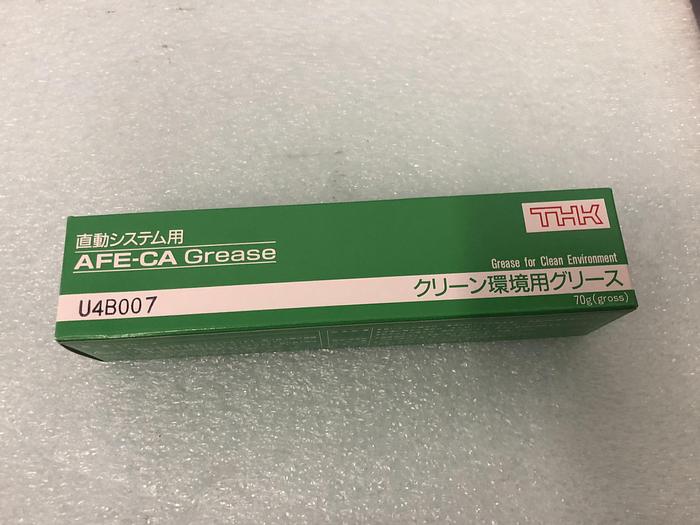 直動システム用
AFE-CA Grease
THK
Grease for Clean Environment
クリーン環境用グリース
U4B007
70g(gross)